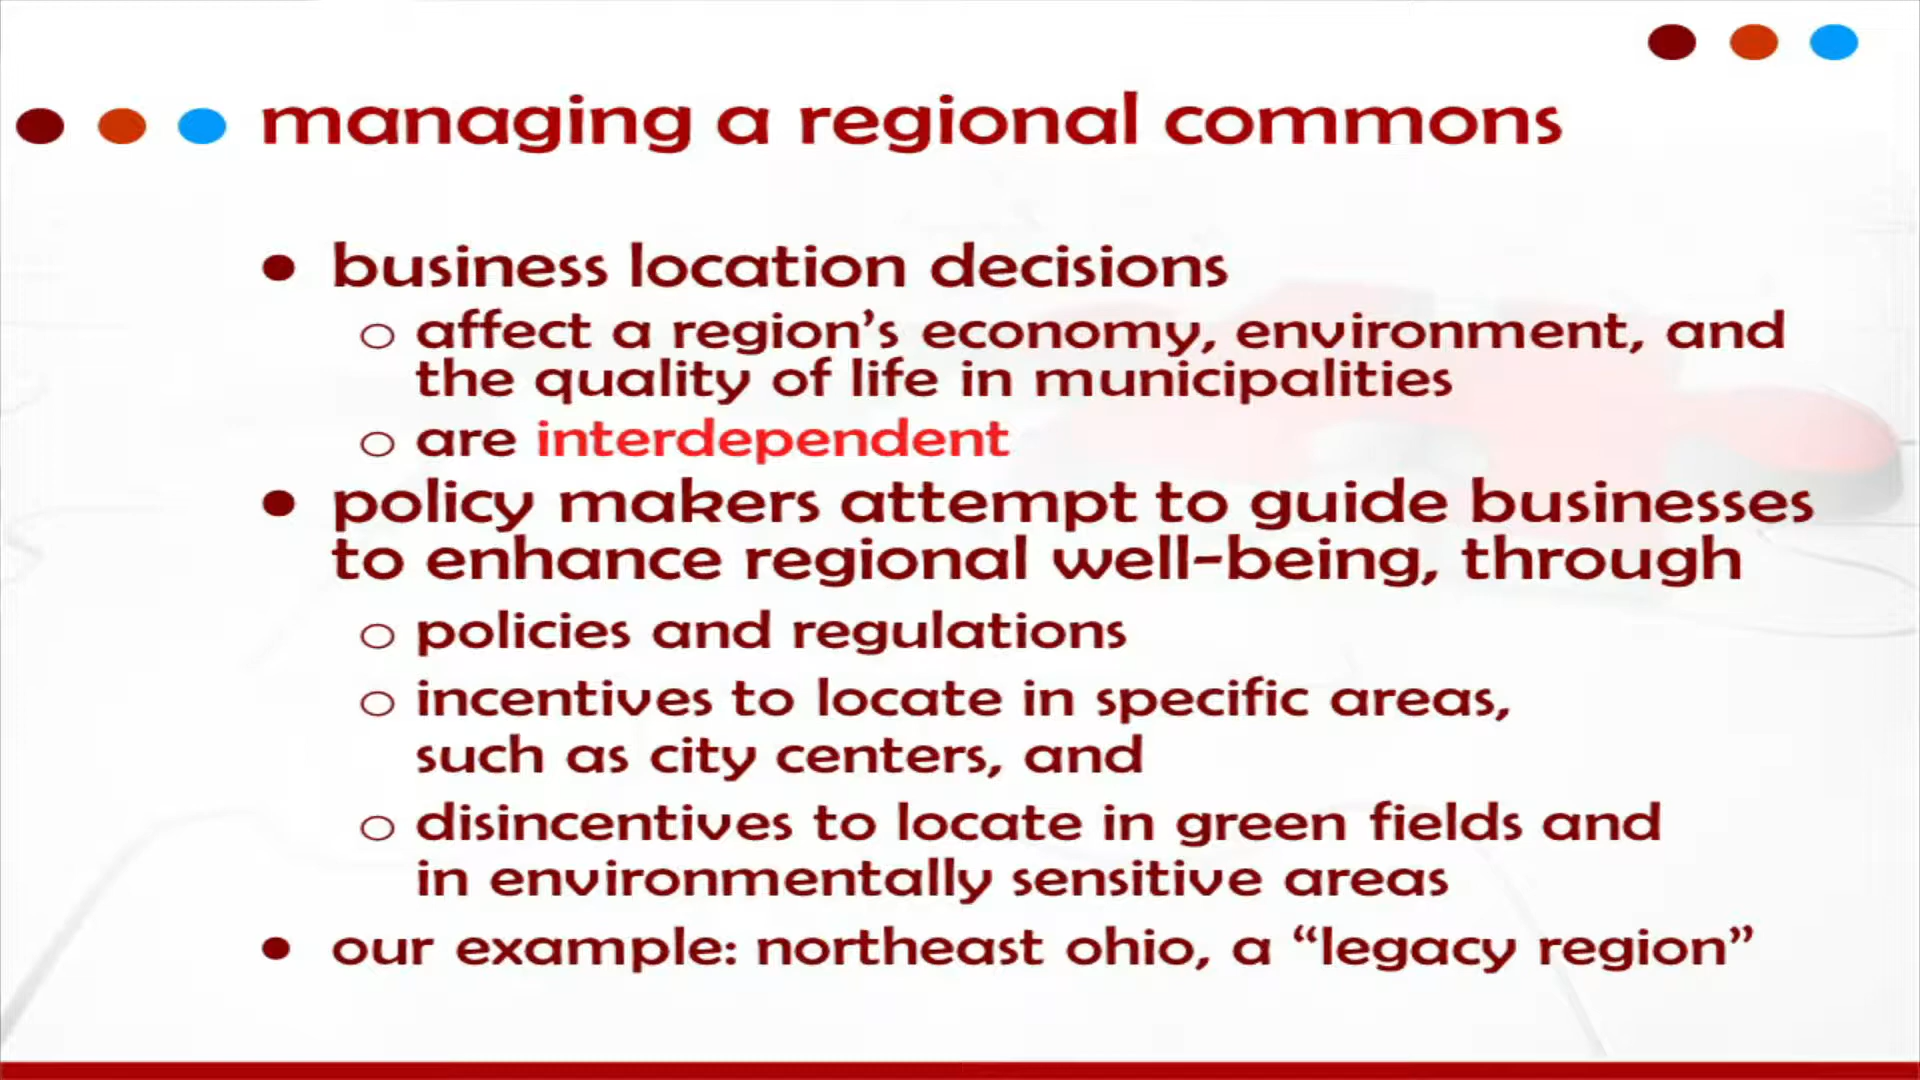 managing a regional commons
• business location decisions
○ affect a region’s economy, environment, and
the quality of life in municipalities
○ are interdependent
• policy makers attempt to guide businesses
to enhance regional well-being, through
○ policies and regulations
○ incentives to locate in specific areas,
such as city centers, and
○ disincentives to locate in green fields and
in environmentally sensitive areas
• our example: northeast ohio, a “legacy region”